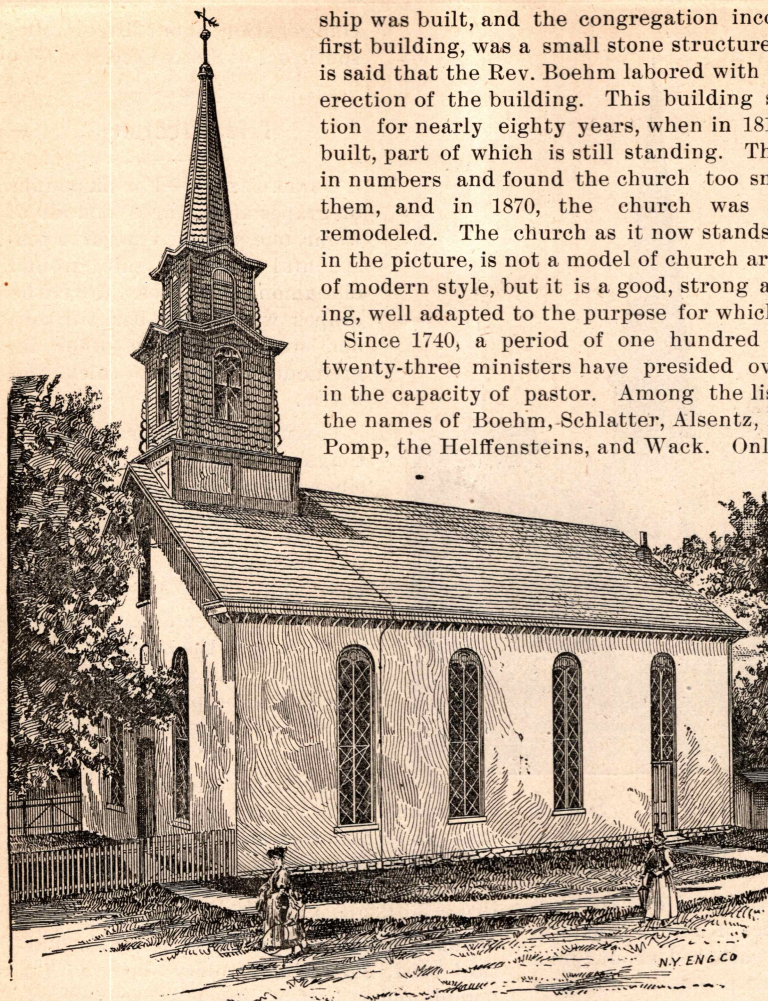 ship was built, and the congregation inco
first building, was a small stone structure
is said that the Rev. Boehm labored with
erection of the building. This building s
tion for nearly eighty years, when in 181
built, part of which is still standing. Th
in numbers and found the church too sm
them, and in 1870, the church was
remodeled. The church as it now stands
in the picture, is not a model of church ar
of modern style, but it is a good, strong a
ing, well adapted to the purpose for which
Since 1740, a period of one hundred
twenty-three ministers have presided ov
in the capacity of pastor. Among the lis
the names of Boehm, Schlatter, Alsentz,
Pomp, the Helffensteins, and Wack. Onl
N.Y. ENG CO